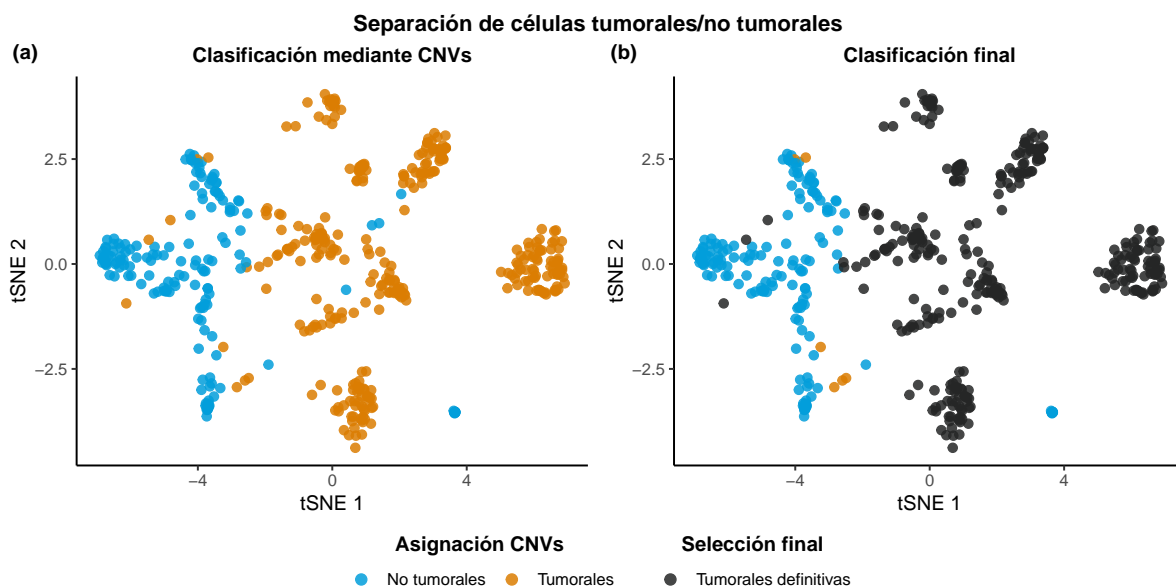 Separación de células tumorales/no tumorales
(a)
Clasificación mediante CNVs
2.5
0.0
−2.5
tSNE 2
−4
0
4
tSNE 1
(b)
Clasificación final
2.5
0.0
−2.5
tSNE 2
−4
0
4
tSNE 1
Asignación CNVs
No tumorales
Tumorales
Selección final
Tumorales definitivas